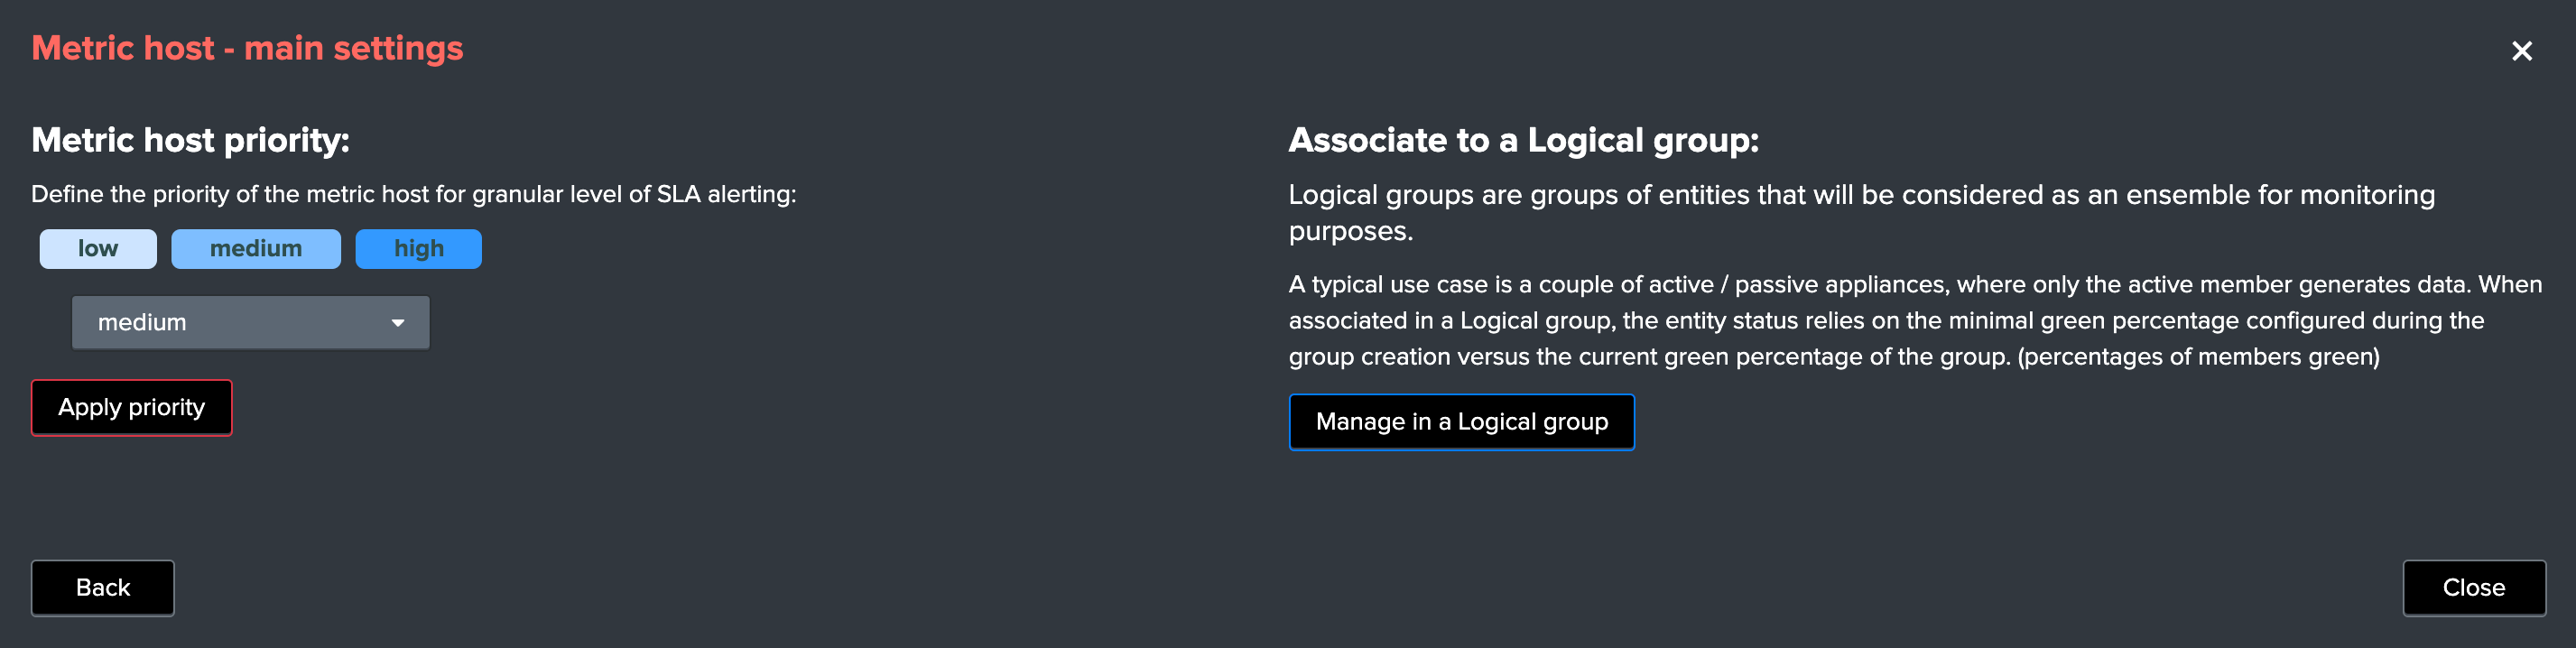 Metric host - main settings
Metric host priority:
Define the priority of the metric host for granular level of SLA alerting:
low medium high
medium
Apply priority
Associate to a Logical group:
Logical groups are groups of entities that will be considered as an ensemble for monitoring
purposes.
A typical use case is a couple of active / passive appliances, where only the active member generates data. When
associated in a Logical group, the entity status relies on the minimal green percentage configured during the
group creation versus the current green percentage of the group. (percentages of members green)
Manage in a Logical group
Back
Close